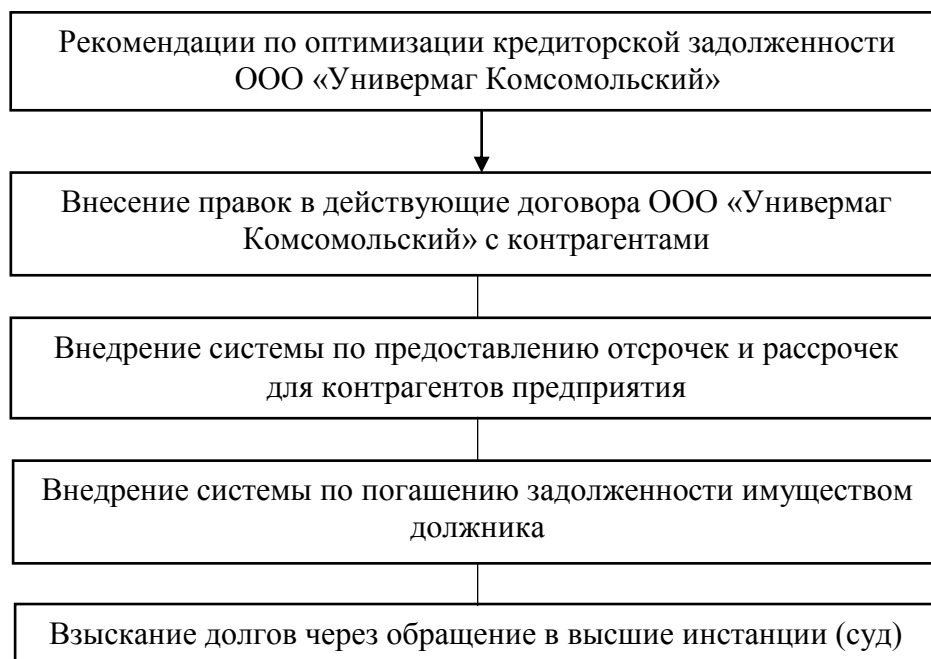 Рекомендации по оптимизации кредиторской задолженности
ООО «Универмаг Комсомольский»
Внесение правок в действующие договора ООО «Универмаг
Комсомольский» с контрагентами
Внедрение системы по предоставлению отсрочек и рассрочек
для контрагентов предприятия
Внедрение системы по погашению задолженности имуществом
должника
Взыскание долгов через обращение в высшие инстанции (суд)